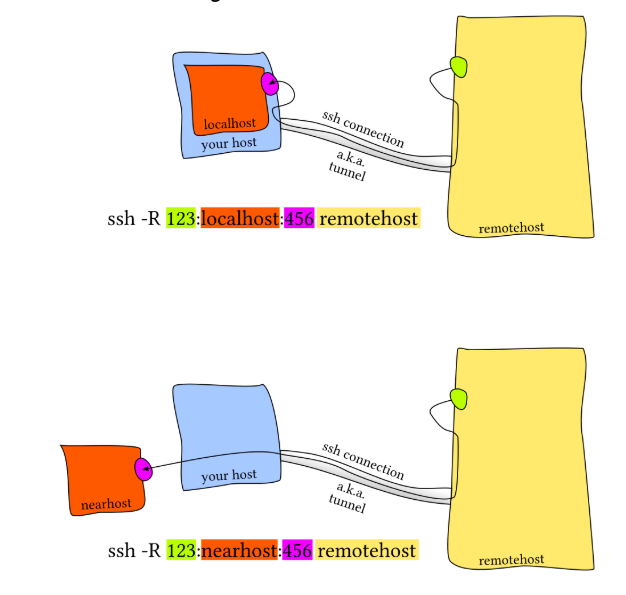 localhost
your host
ssh connection
a.k.a.
tunnel
remotehost
ssh -R 123:localhost:456 remotehost
nearhost
your host
ssh connection
a.k.a.
tunnel
remotehost
ssh -R 123:nearhost:456 remotehost